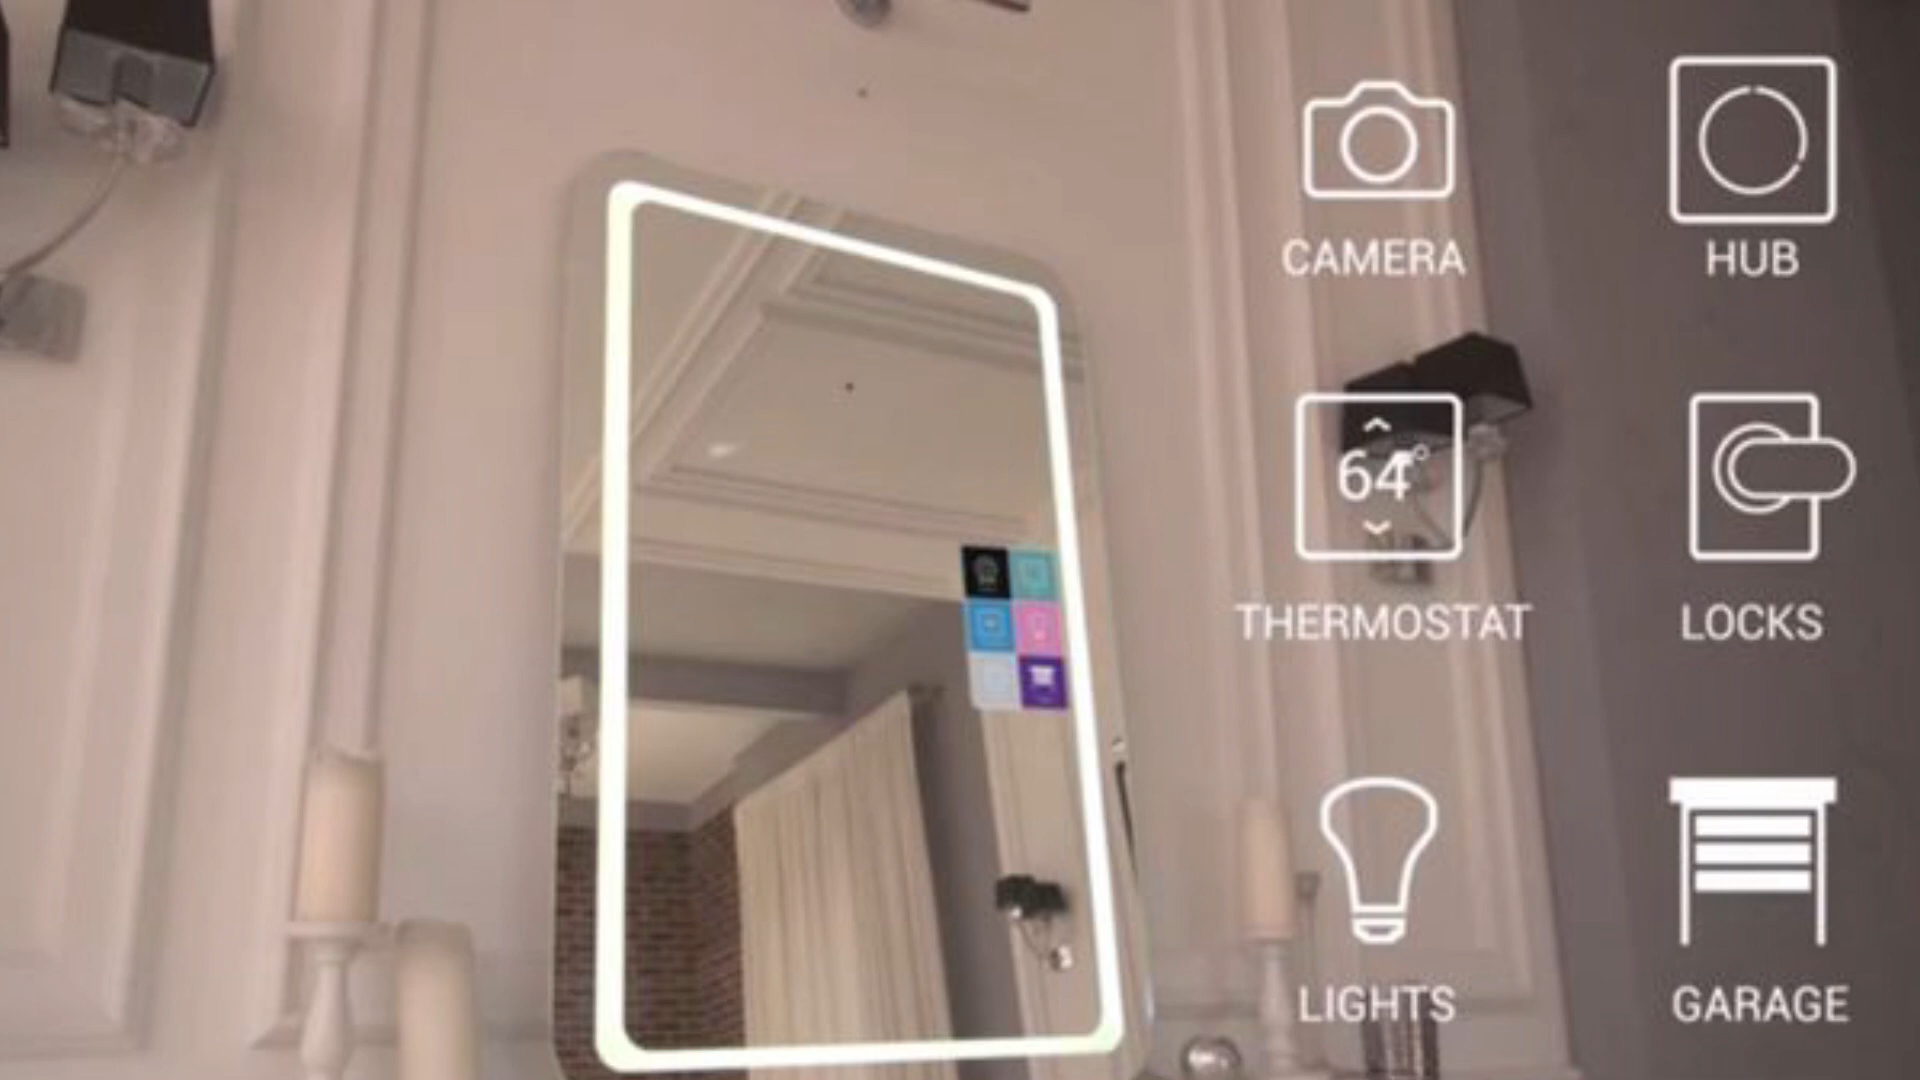 CAMERA
HUB
64°
THERMOSTAT
LOCKS
LIGHTS
GARAGE